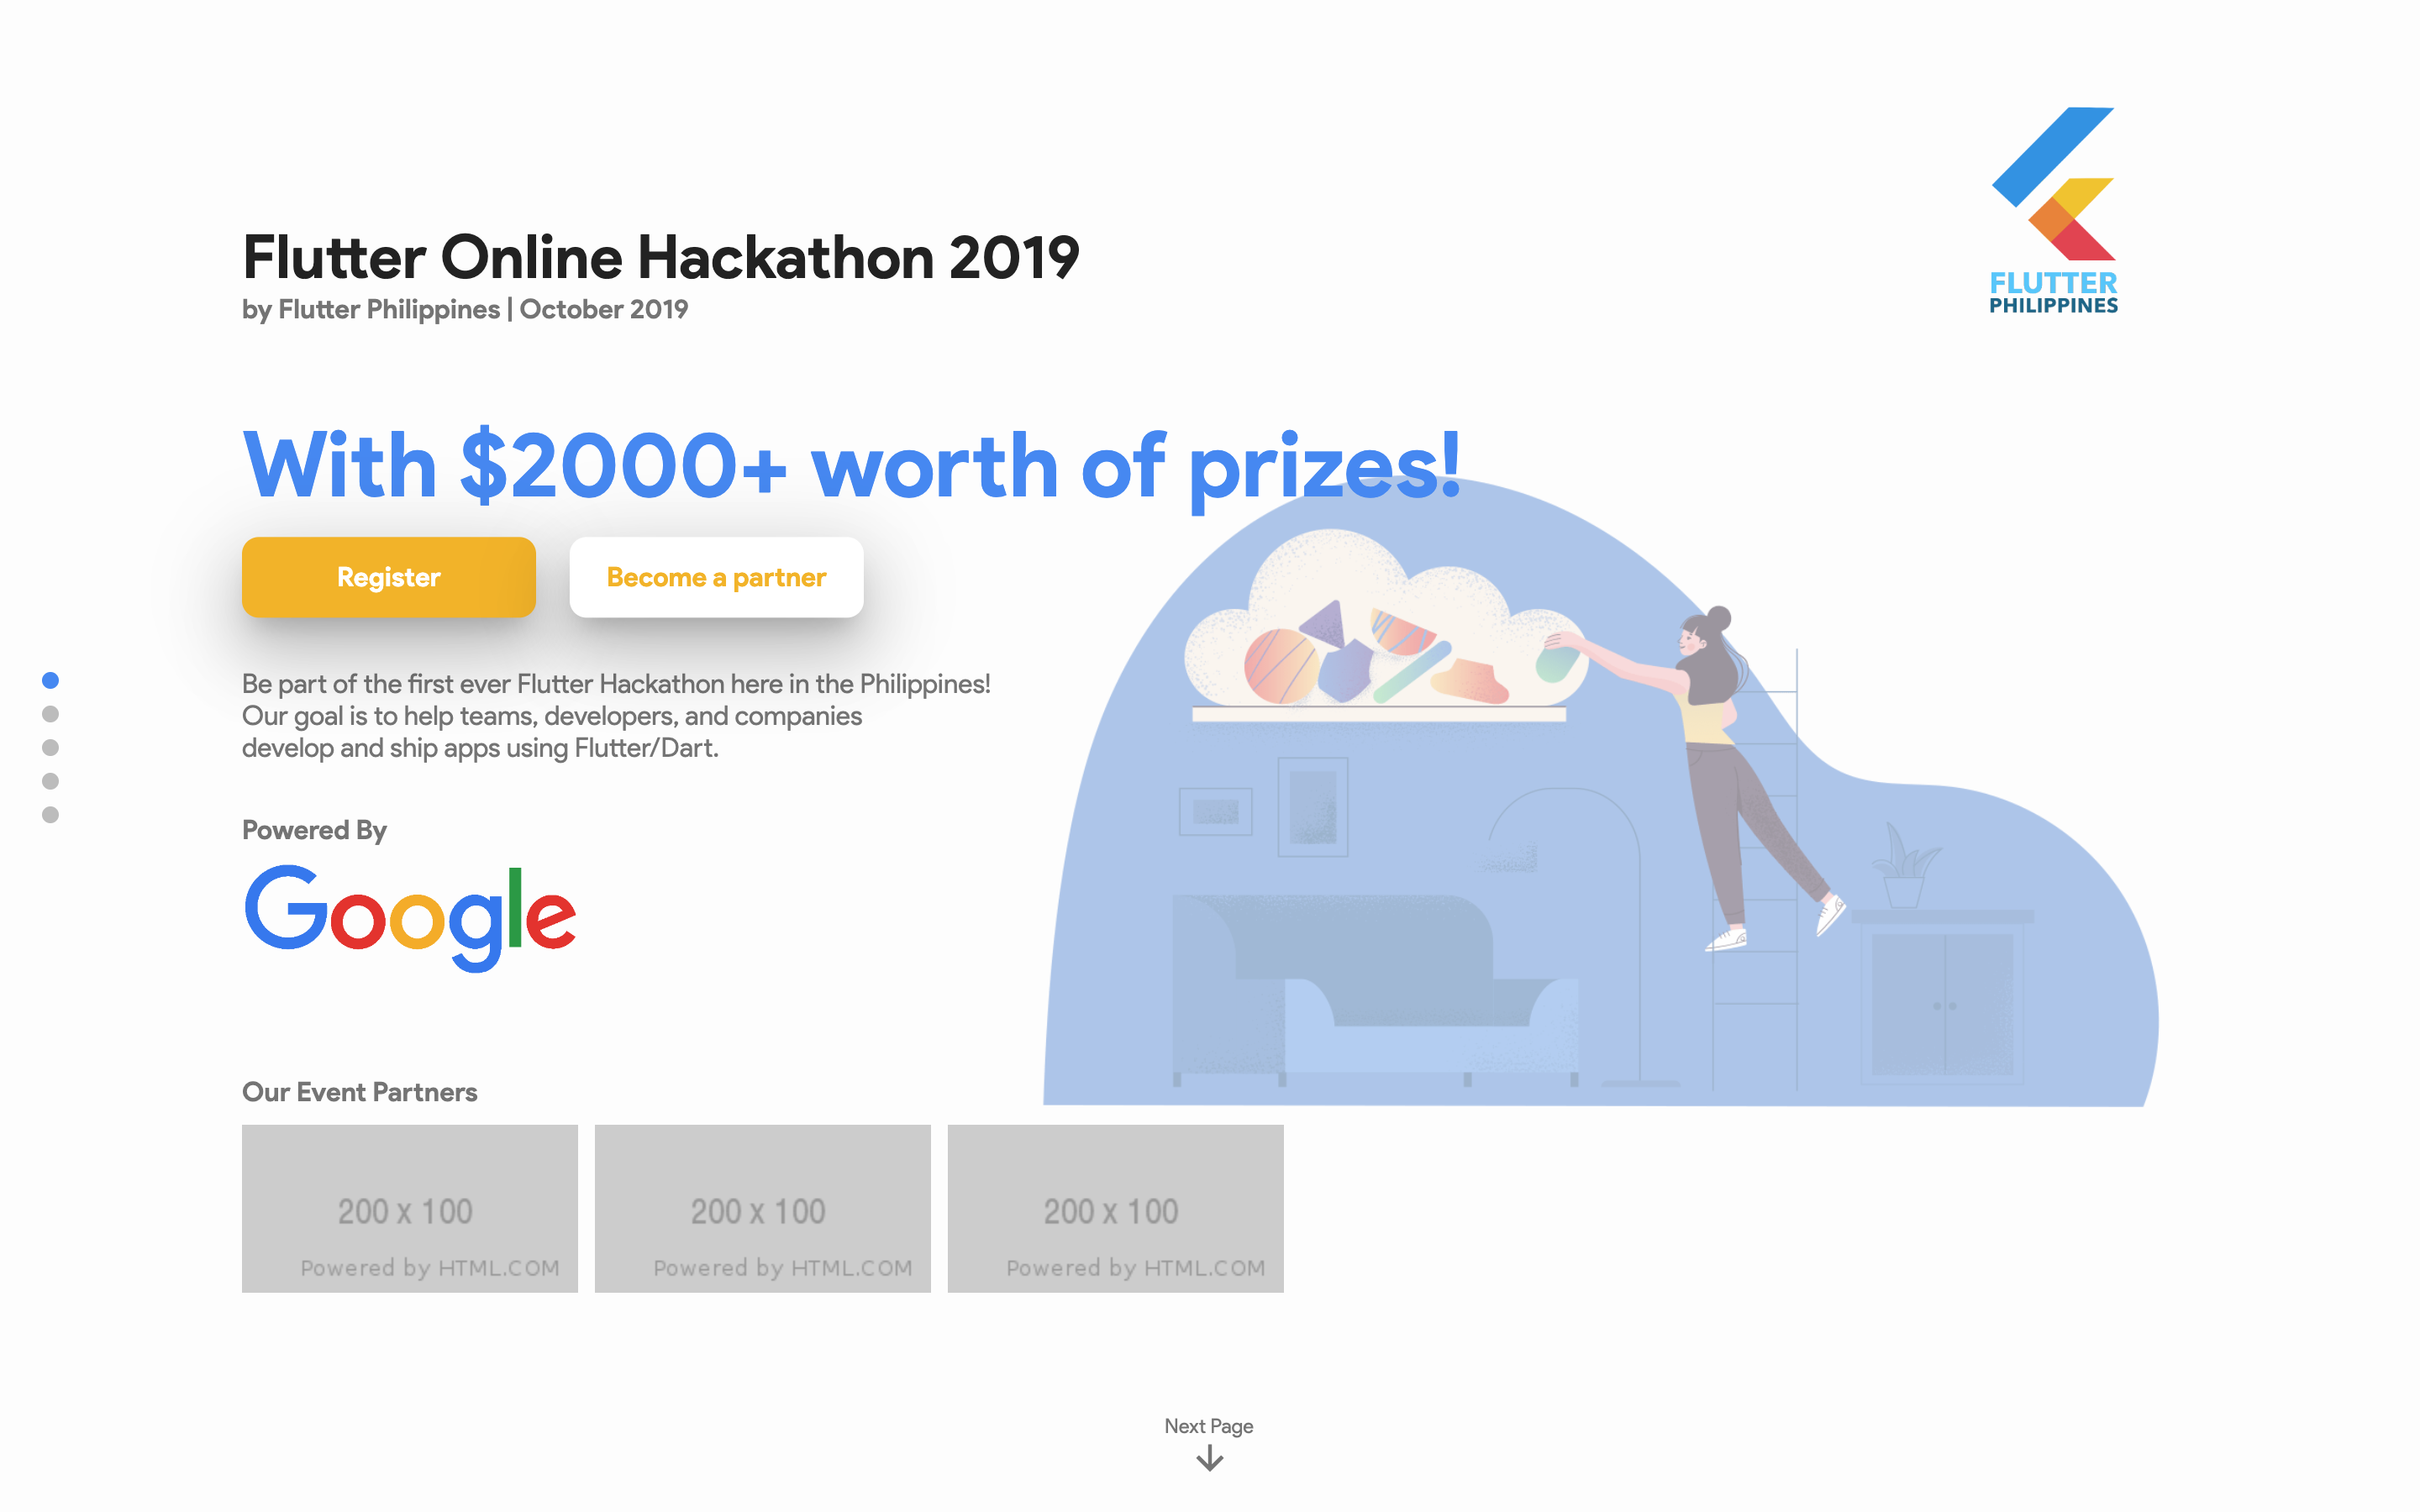 Flutter Online Hackathon 2019
by Flutter Philippines | October 2019
FLUTTER
PHILIPPINES
With $2000+ worth of prizes!
Register
Become a partner
Be part of the first ever Flutter Hackathon here in the Philippines!
Our goal is to help teams, developers, and companies
develop and ship apps using Flutter/Dart.
Powered By
Google
Our Event Partners
200 x 100
Powered by HTML.COM
200 x 100
Powered by HTML.COM
200 x 100
Powered by HTML.COM
Next Page